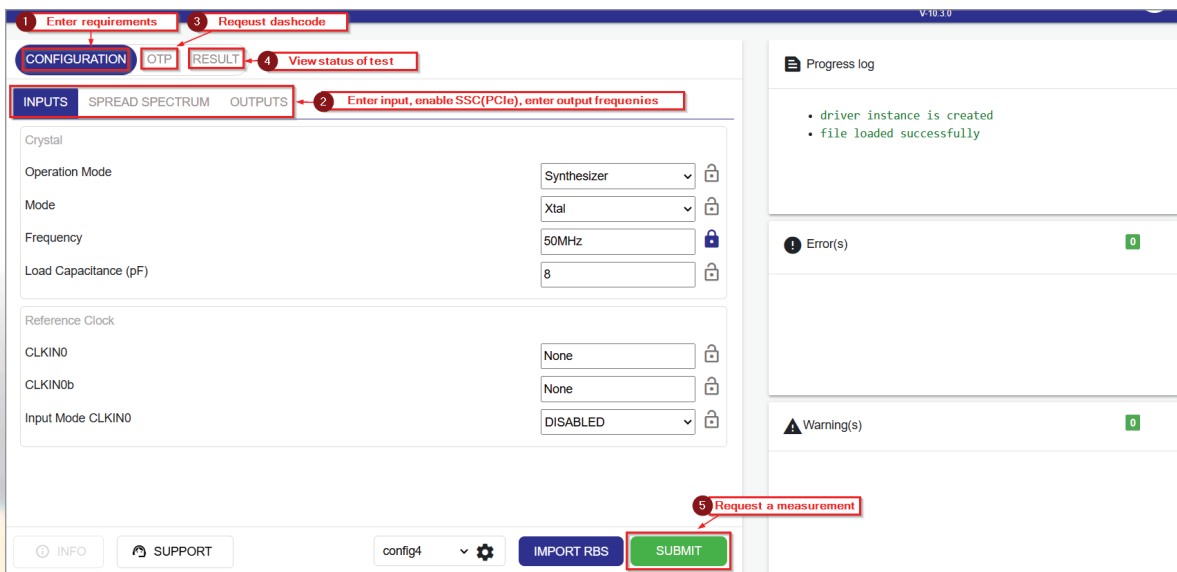 V-10.3.0
1 Enter requirements
3 Reqeust dashcode
CONFIGURATION OTP RESULT
4 View status of test
INPUTS SPREAD SPECTRUM OUTPUTS
2 Enter input, enable SSC(PCIe), enter output frequenies
Crystal
Operation Mode Synthesizer
Mode Xtal
Frequency 50MHz
Load Capacitance (pF) 8
Reference Clock
CLKIN0 None
CLKIN0b None
Input Mode CLKIN0 DISABLED
5 Request a measurement
INFO SUPPORT config4 IMPORT RBS SUBMIT
Progress log
driver instance is created
file loaded successfully
Error(s) 0
Warning(s) 0